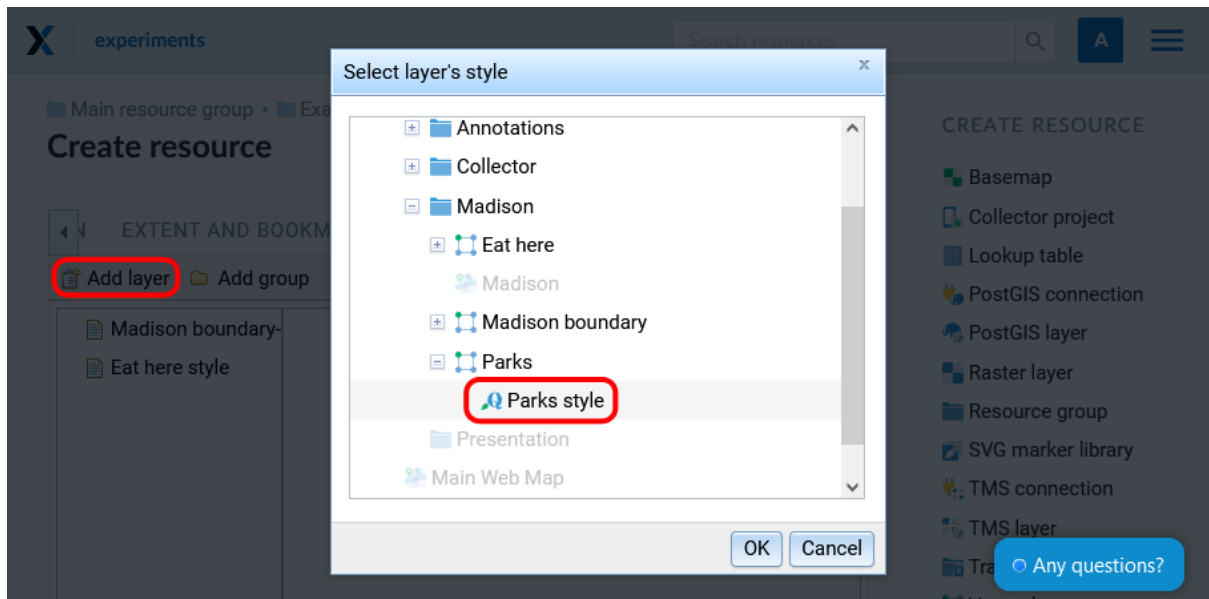 experiments
Search resources
A
Main resource group • Exa
Create resource
N EXTENT AND BOOKM
Add layer Add group
Madison boundary-
Eat here style
Select layer's style
x
Annotations
Collector
Madison
Eat here
Madison
Madison boundary
Parks
Parks style
Presentation
Main Web Map
OK Cancel
CREATE RESOURCE
Basemap
Collector project
Lookup table
PostGIS connection
PostGIS layer
Raster layer
Resource group
SVG marker library
TMS connection
TMS layer
Tra
Any questions?